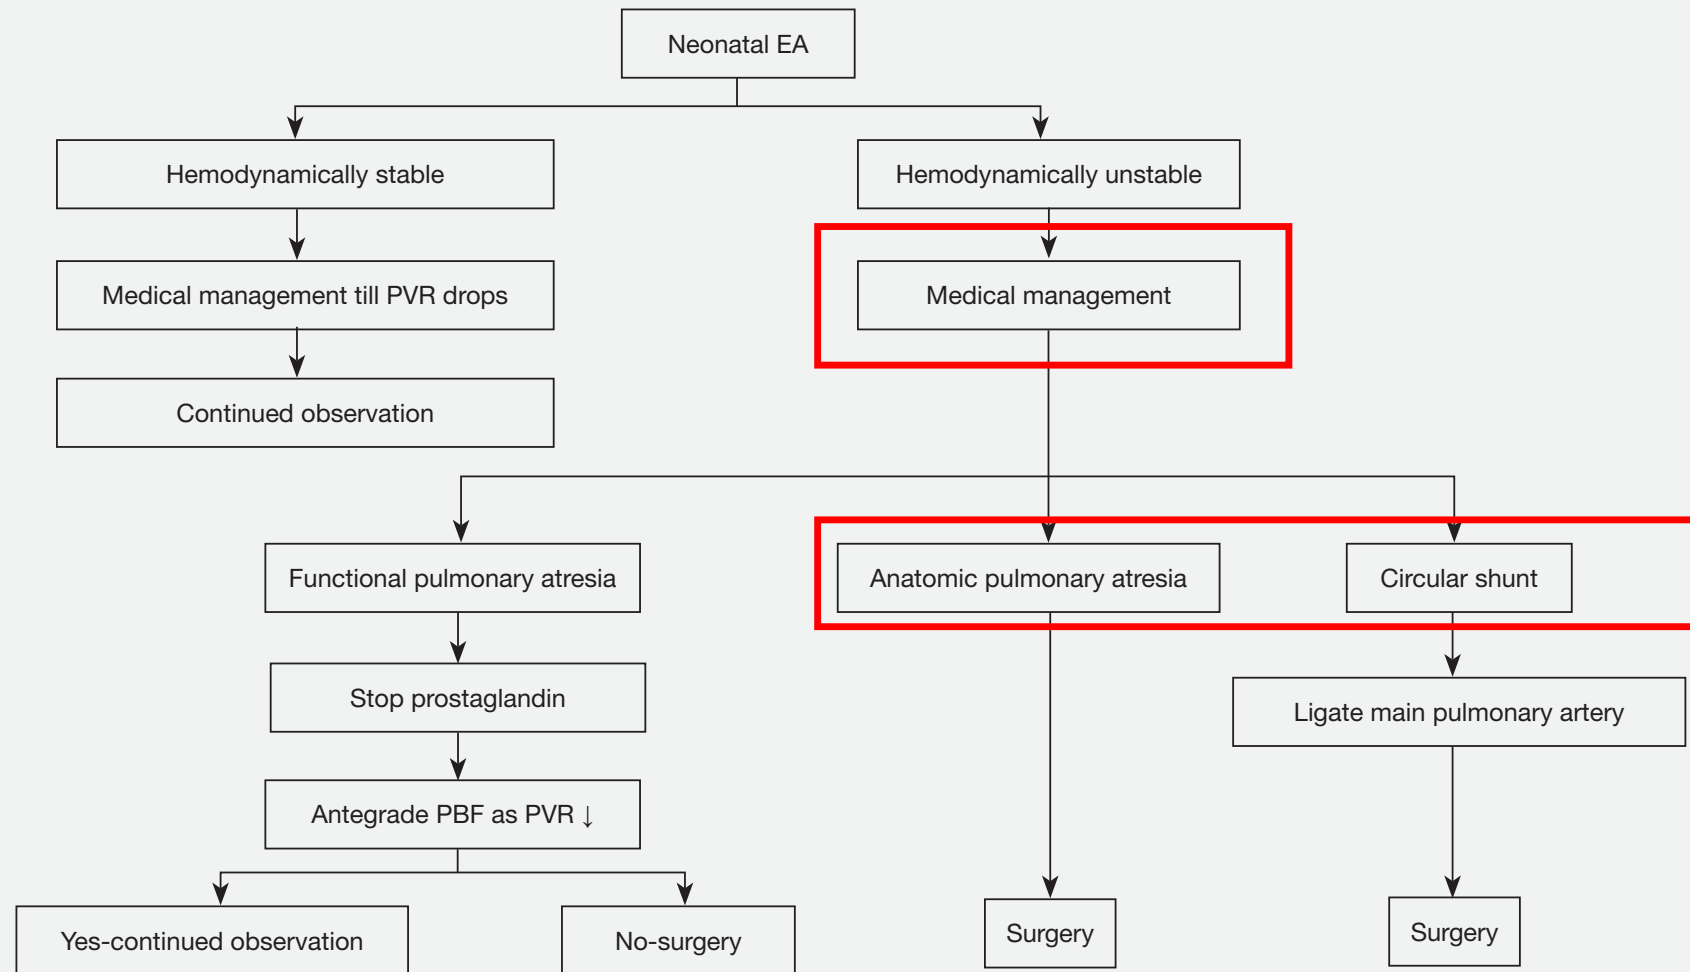 Neonatal EA
Hemodynamically stable
Hemodynamically unstable
Medical management till PVR drops
Medical management
Continued observation
Functional pulmonary atresia
Anatomic pulmonary atresia
Circular shunt
Stop prostaglandin
Ligate main pulmonary artery
Antegrade PBF as PVR ↓
Yes-continued observation
No-surgery
Surgery
Surgery